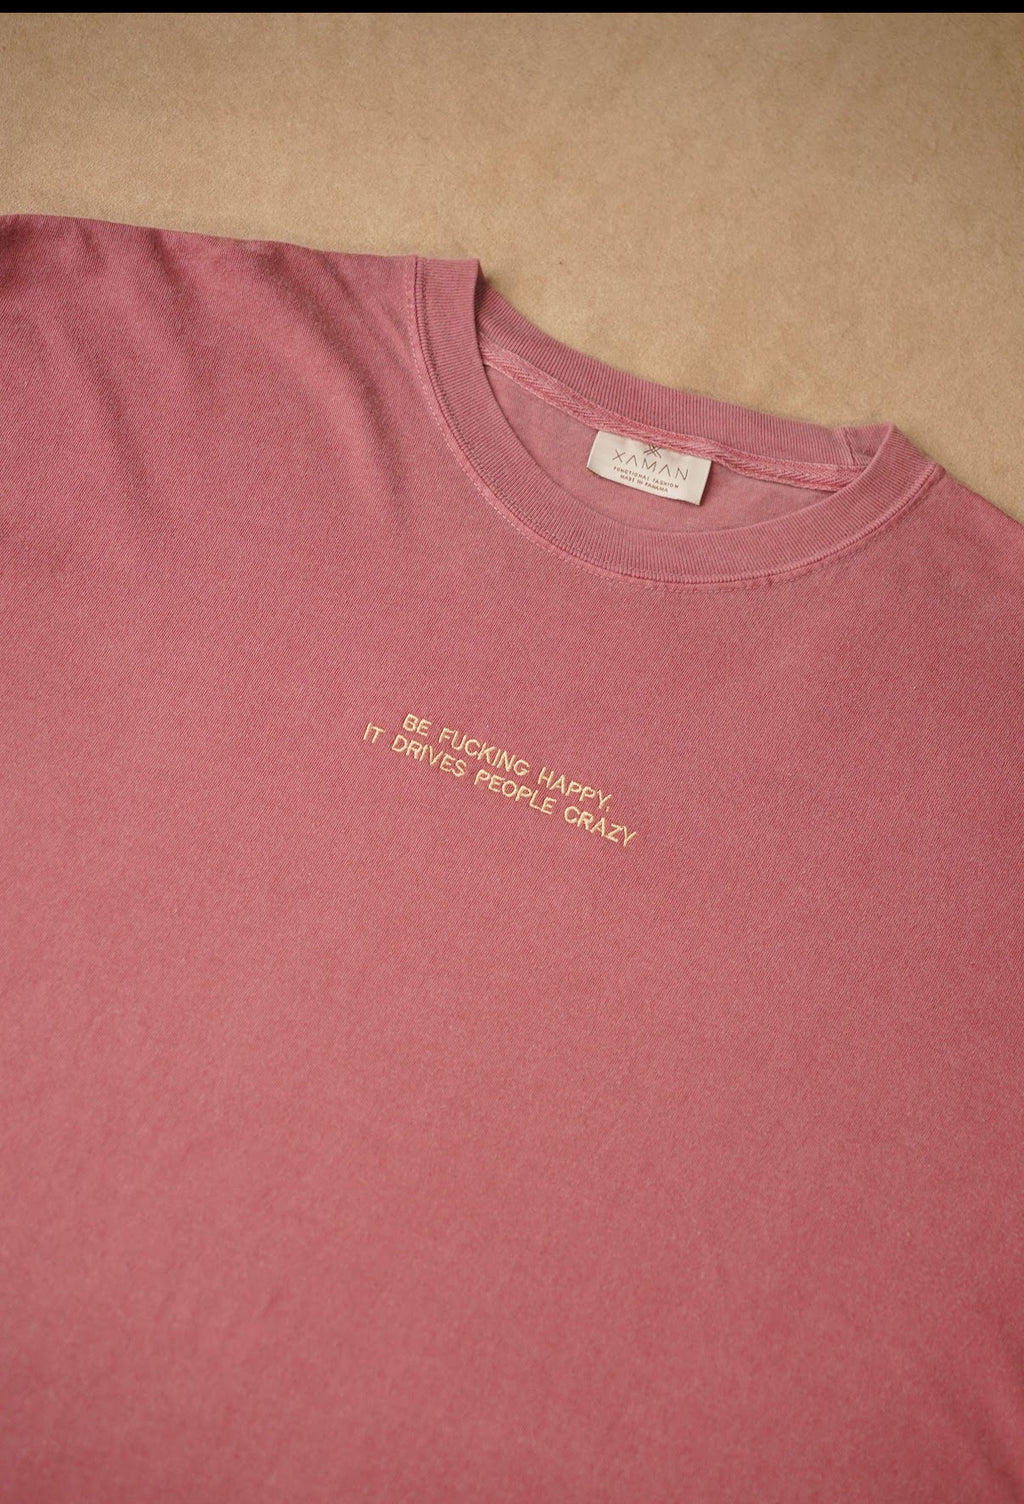 XAMAN
FUNCTIONAL FASHION
MADE IN PANAMA
BE FUCKING HAPPY,
IT DRIVES PEOPLE CRAZY